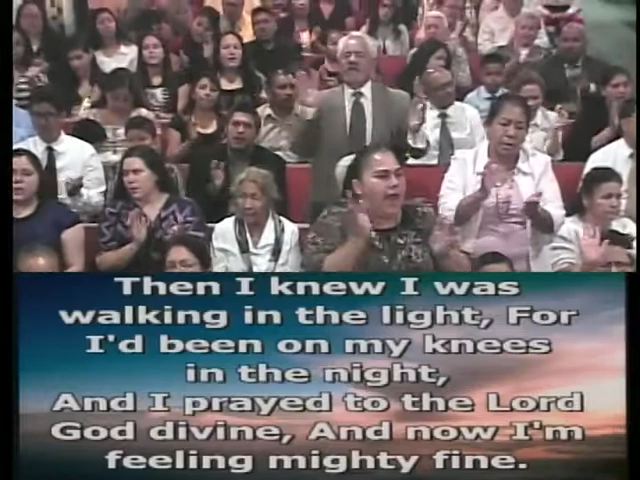 Then I knew I was
walking in the light, For
I'd been on my knees
in the night,
And I prayed to the Lord
God divine, And now I'm
feeling mighty fine.